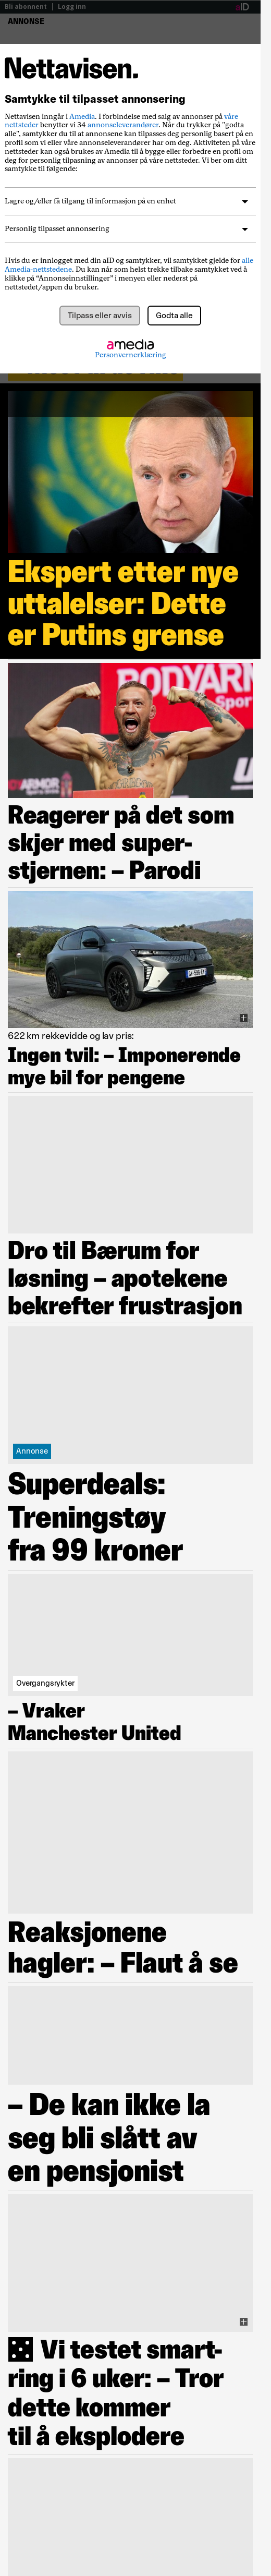 Bli abonnent
Logg inn
aID
ANNONSE
Nettavisen.
Samtykke til tilpasset annonsering
Nettavisen inngår i Amedia. I forbindelse med salg av annonser på våre
nettsteder benytter vi 34 annonseleverandører. Når du trykker på "godta
alle", samtykker du til at annonsene kan tilpasses deg personlig basert på en
profil som vi eller våre annonseleverandører har om deg. Aktiviteten din på våre
nettsteder kan også brukes av Amedia til å bygge eller forbedre en profil om
deg for personlig tilpasning av annonser på våre nettsteder. Vi ber om ditt
samtykke til følgende:
Lagre og/eller få tilgang til informasjon på en enhet
Personlig tilpasset annonsering
Hvis du er innlogget med din aID og samtykker, vil samtykket gjelde for alle
Amedia-nettstedene. Du kan når som helst trekke tilbake samtykket ved å
klikke på “Annonseinnstillinger” i menyen eller nederst på
nettstedet/appen du bruker.
Tilpass eller avvis
Godta alle
amedia
Personvernerklæring
Ekspert etter nye
uttalelser: Dette
er Putins grense
BODYARMOR
Reagerer på det som
skjer med super-
stjernen: – Parodi
622 km rekkevidde og lav pris:
Ingen tvil: – Imponerende
mye bil for pengene
Dro til Bærum for
løsning – apotekene
bekrefter frustrasjon
Annonse
Superdeals:
Treningstøy
fra 99 kroner
Overgangsrykter
– Vraker
Manchester United
Reaksjonene
hagler: – Flaut å se
– De kan ikke la
seg bli slått av
en pensjonist
Vi testet smart-
ring i 6 uker: – Tror
dette kommer
til å eksplodere